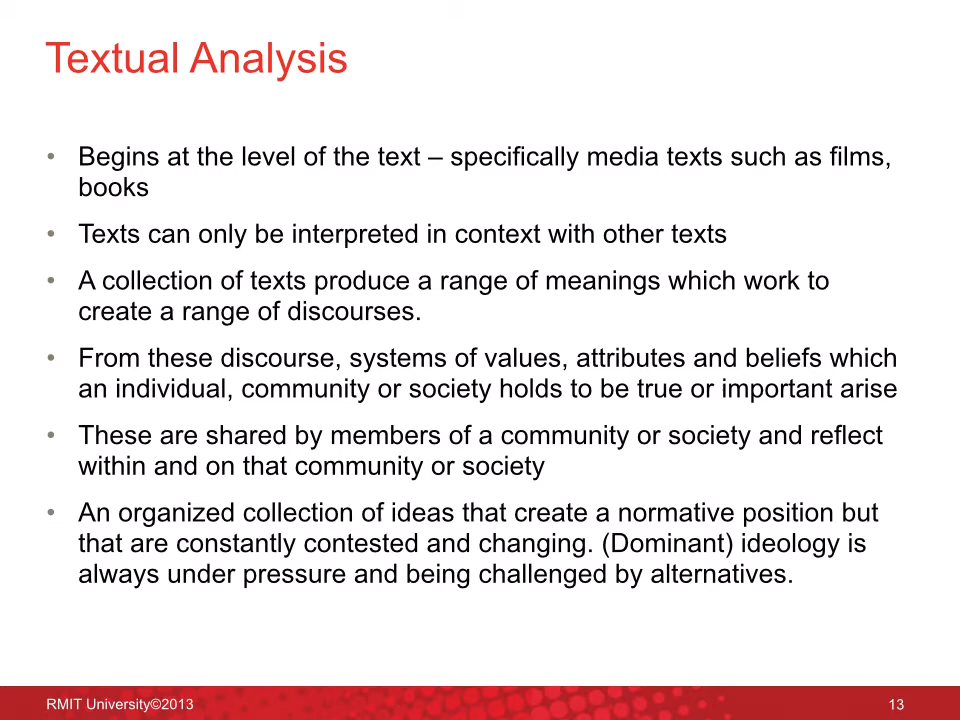 Textual Analysis
• Begins at the level of the text – specifically media texts such as films,
books
• Texts can only be interpreted in context with other texts
• A collection of texts produce a range of meanings which work to
create a range of discourses.
• From these discourse, systems of values, attributes and beliefs which
an individual, community or society holds to be true or important arise
• These are shared by members of a community or society and reflect
within and on that community or society
• An organized collection of ideas that create a normative position but
that are constantly contested and changing. (Dominant) ideology is
always under pressure and being challenged by alternatives.
RMIT University©2013
13